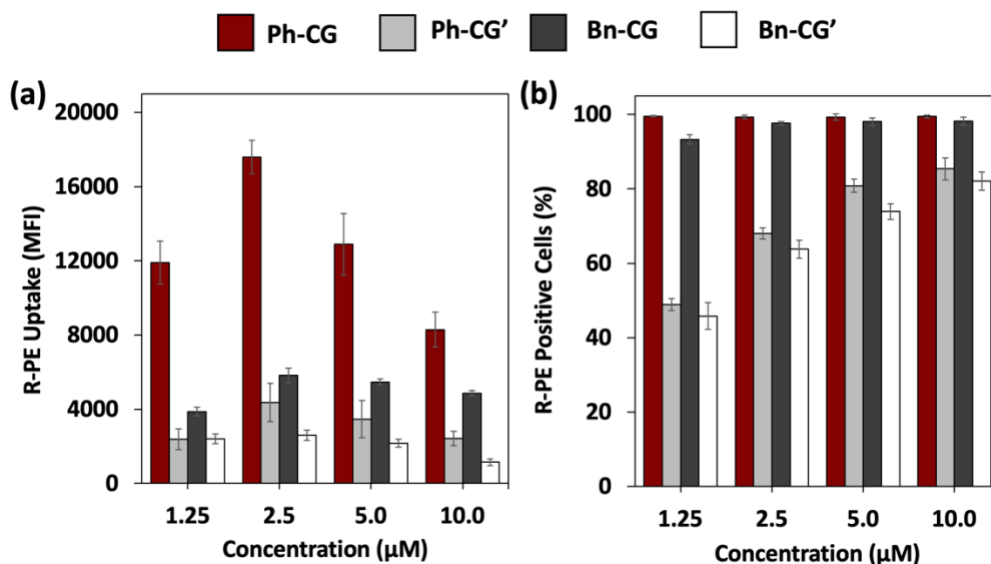 Ph-CG Ph-CG’ Bn-CG Bn-CG’
(a)
R-PE Uptake (MFI)
20000
16000
12000
8000
4000
0
1.25 2.5 5.0 10.0
Concentration (µM)
(b)
R-PE Positive Cells (%)
100
80
60
40
20
0
1.25 2.5 5.0 10.0
Concentration (µM)